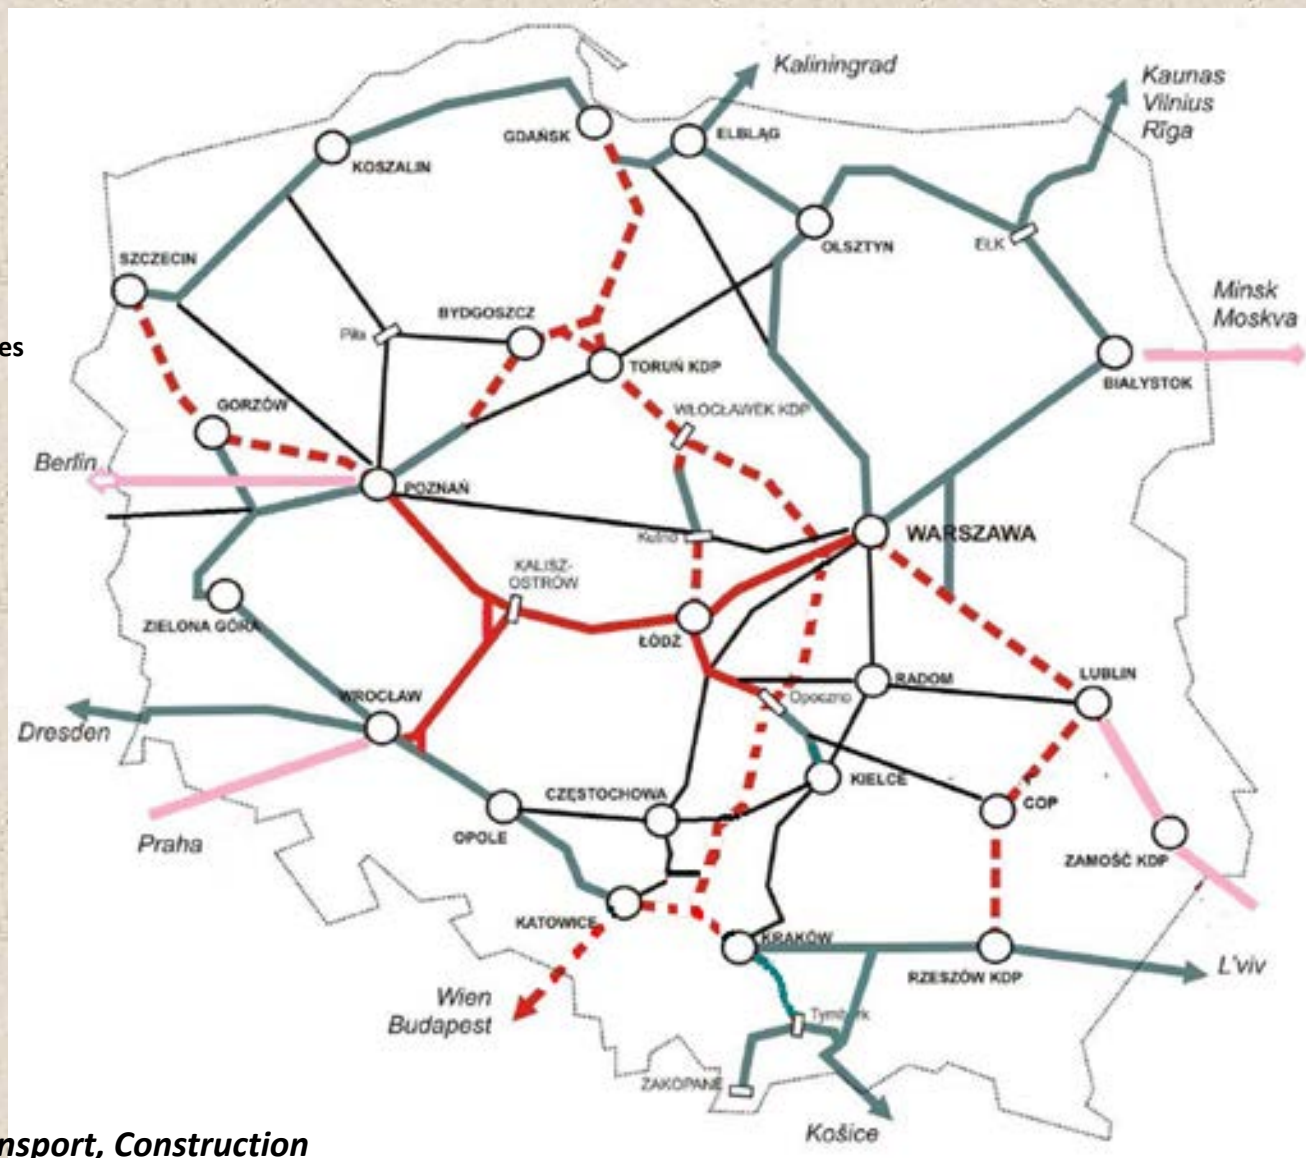 Kaliningrad
Kaunas
Vilnius
Rīga
GDAŃSK
ELBLĄG
KOSZALIN
OLSZTYN
EŁK
SZCZECIN
Minsk
Moskva
BYDGOSZCZ
Piła
es
TORUŃ KDP
BIAŁYSTOK
GORZÓW
WŁOCŁAWEK KDP
Berlin
POZNAŃ
WARSZAWA
Kutno
KALISZ-
OSTRÓW
ZIELONA GÓRA
ŁÓDŹ
RADOM
LUBLIN
WROCŁAW
Opoczno
Dresden
KIELCE
CZĘSTOCHOWA
COP
OPOLE
Praha
ZAMOŚĆ KDP
KATOWICE
KRAKÓW
RZESZÓW KDP
L'viv
Wien
Budapest
Tymbark
ZAKOPANE
Košice
nsport, Construction